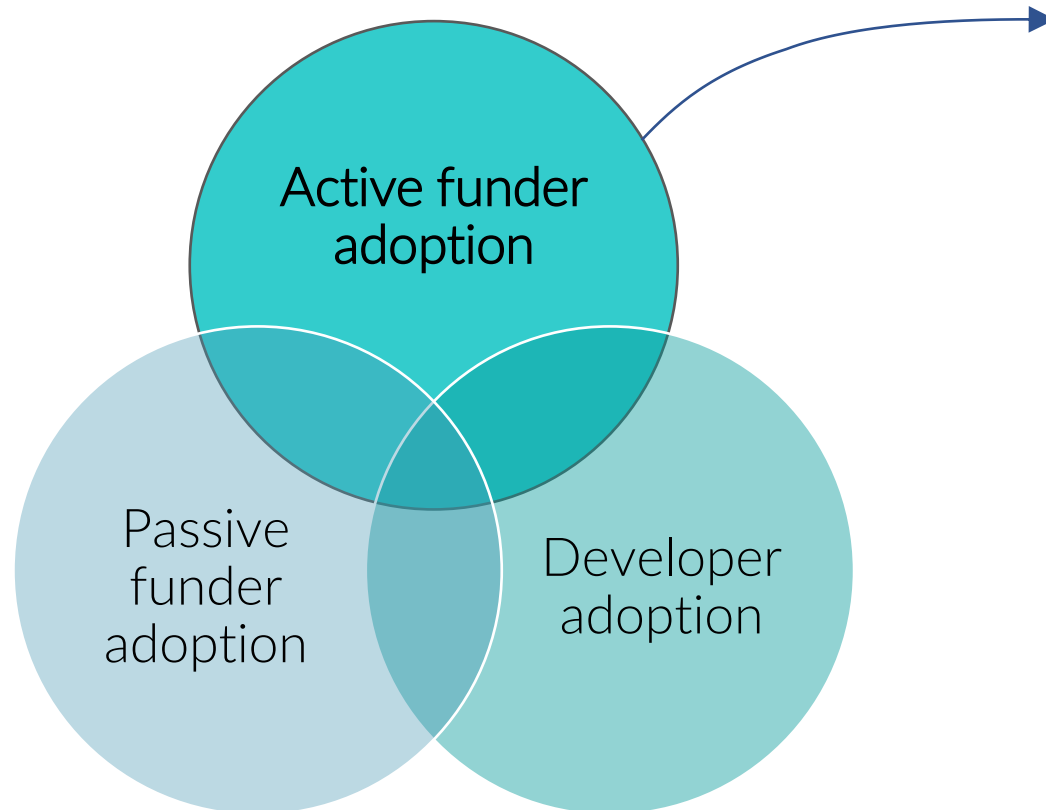 Active funder
adoption
Passive
funder
adoption
Developer
adoption